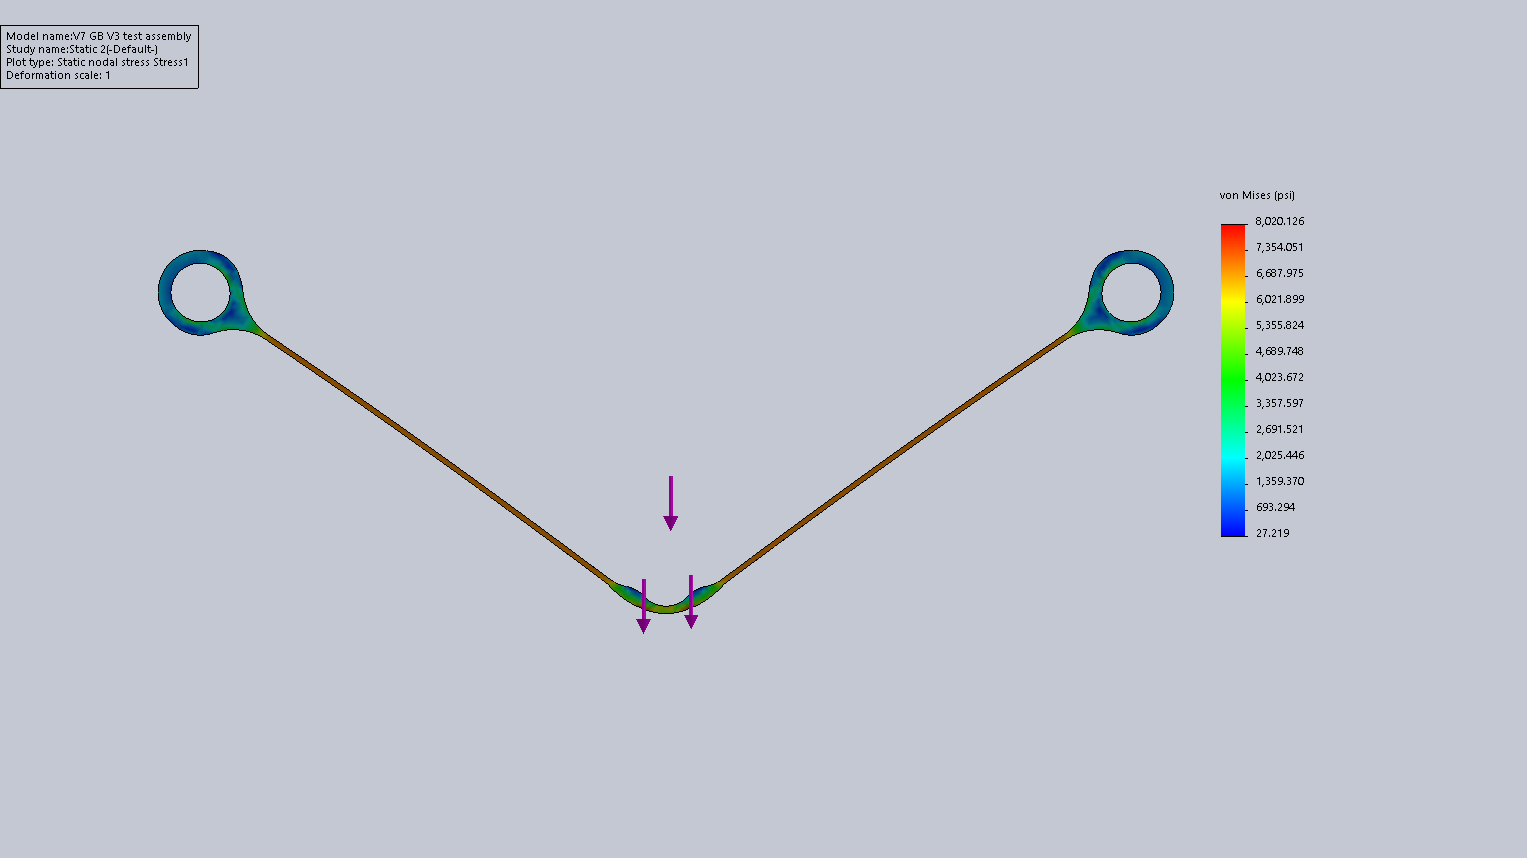 Model name:V7 GB V3 test assembly
Study name:Static 2(-Default-)
Plot type: Static nodal stress Stress1
Deformation scale: 1
von Mises (psi)
8,020.126
7,354.051
6,687.975
6,021.899
5,355.824
4,689.748
4,023.672
3,357.597
2,691.521
2,025.446
1,359.370
693.294
27.219